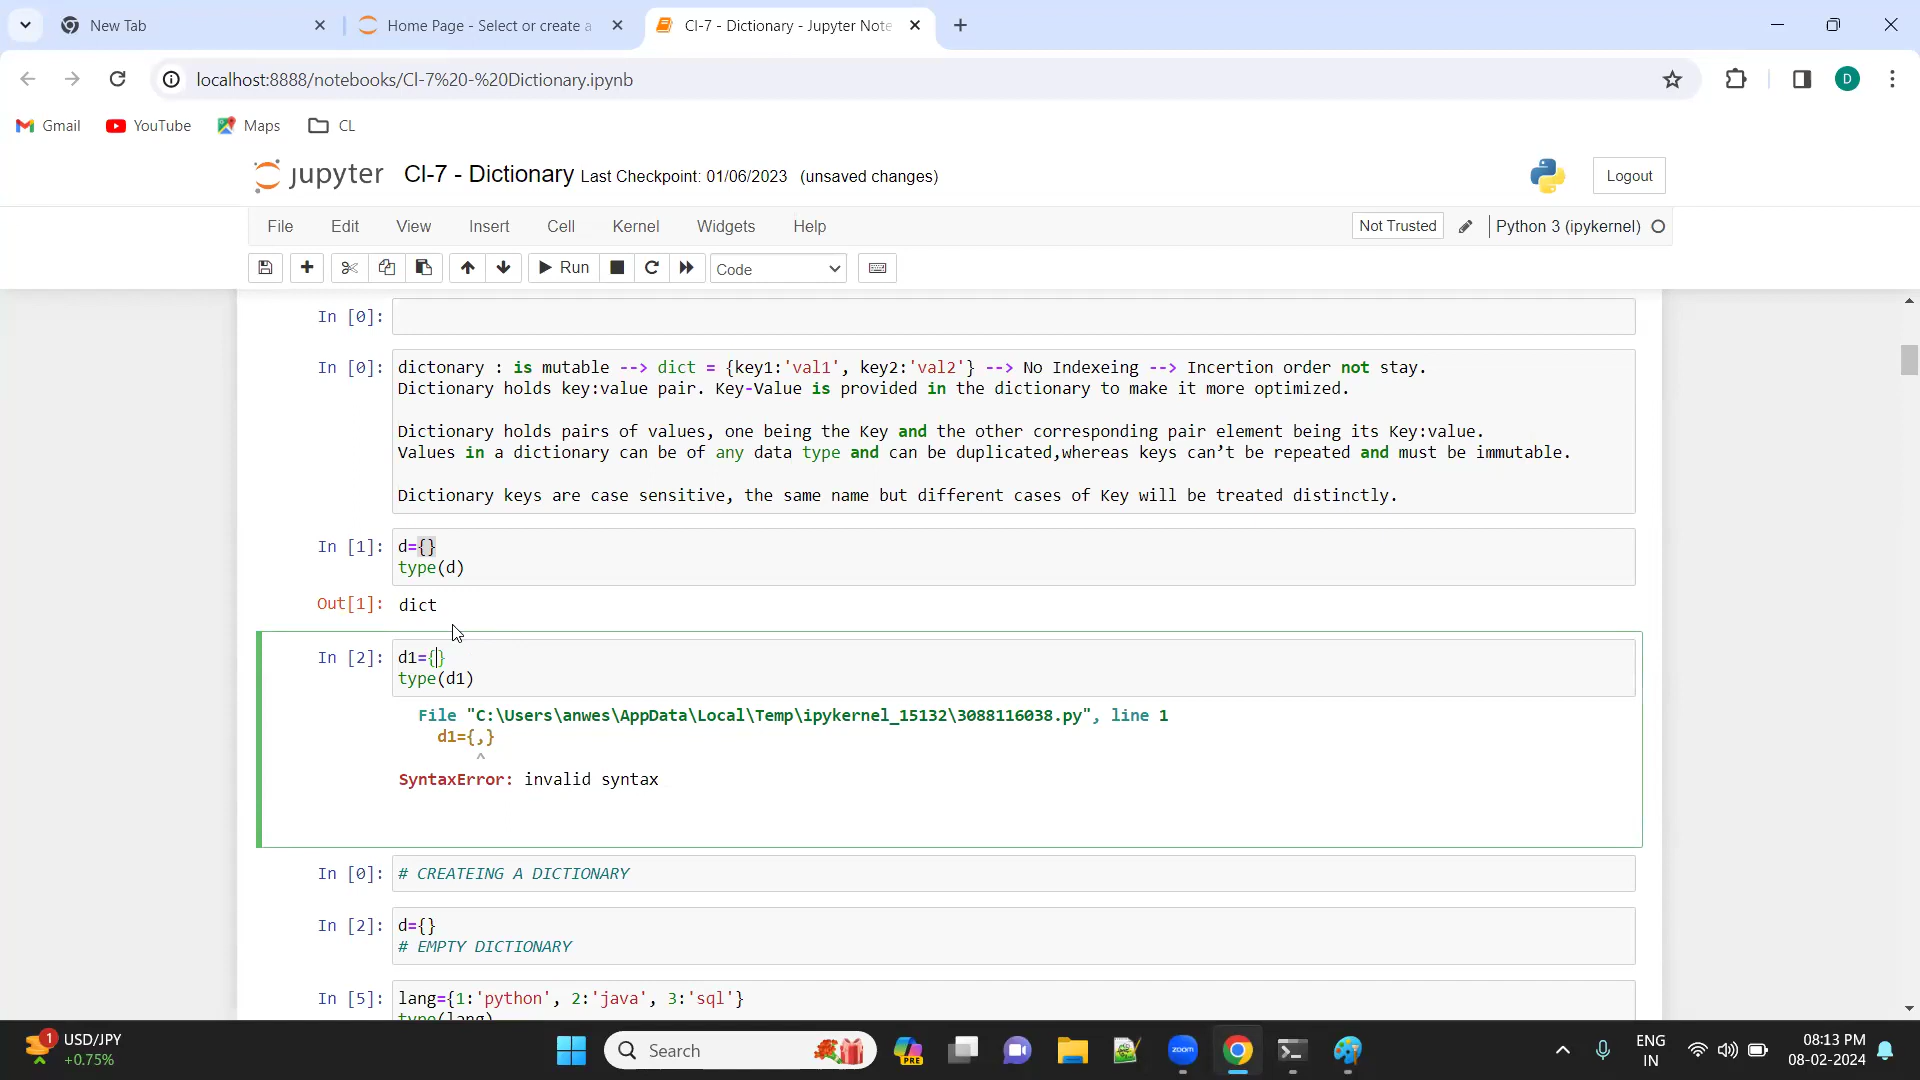 New Tab
Home Page - Select or create a
Cl-7 - Dictionary - Jupyter Note
localhost:8888/notebooks/Cl-7%20-%20Dictionary.ipynb
D
Gmail
YouTube
Maps
CL
jupyter
Cl-7 - Dictionary Last Checkpoint: 01/06/2023 (unsaved changes)
Logout
File Edit View Insert Cell Kernel Widgets Help
Not Trusted
Python 3 (ipykernel)
Run
Code
In [0]:
In [0]: dictonary : is mutable --> dict = {key1:'val1', key2:'val2'} --> No Indexeing --> Incertion order not stay.
Dictionary holds key:value pair. Key-Value is provided in the dictionary to make it more optimized.
Dictionary holds pairs of values, one being the Key and the other corresponding pair element being its Key:value.
Values in a dictionary can be of any data type and can be duplicated,whereas keys can’t be repeated and must be immutable.
Dictionary keys are case sensitive, the same name but different cases of Key will be treated distinctly.
In [1]: d={}
type(d)
Out[1]: dict
In [2]: d1={}
type(d1)
File "C:\Users\anwes\AppData\Local\Temp\ipykernel_15132\3088116038.py", line 1
d1={,}
^
SyntaxError: invalid syntax
In [0]: # CREATEING A DICTIONARY
In [2]: d={}
# EMPTY DICTIONARY
In [5]: lang={1:'python', 2:'java', 3:'sql'}
type(lang)
1
USD/JPY
+0.75%
Search
PRE
zoom
ENG
IN
08:13 PM
08-02-2024